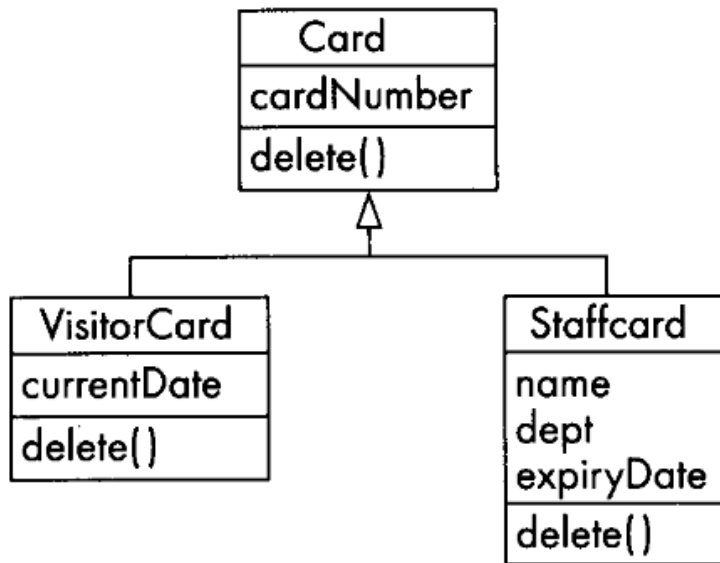 Card
cardNumber
delete()
VisitorCard
currentDate
delete()
Staffcard
name
dept
expiryDate
delete()